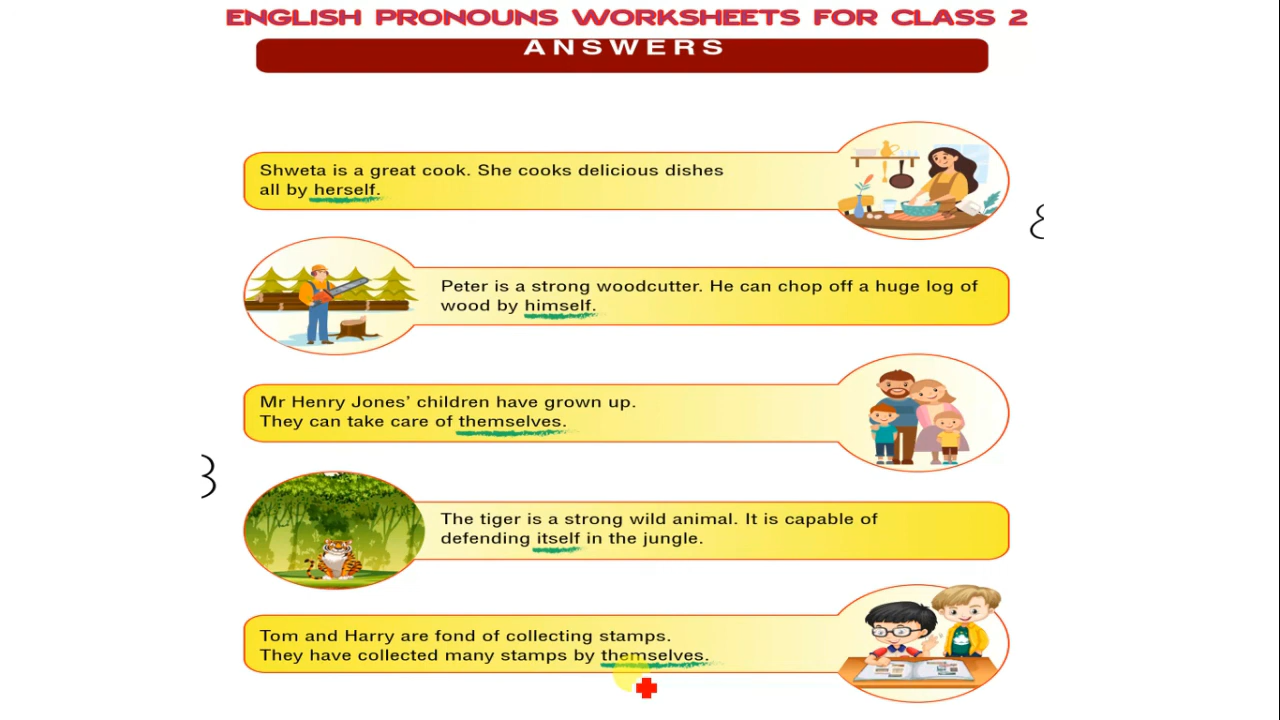 ENGLISH PRONOUNS WORKSHEETS FOR CLASS 2
ANSWERS
Shweta is a great cook. She cooks delicious dishes
all by herself.
Peter is a strong woodcutter. He can chop off a huge log of
wood by himself.
Mr Henry Jones’ children have grown up.
They can take care of themselves.
The tiger is a strong wild animal. It is capable of
defending itself in the jungle.
Tom and Harry are fond of collecting stamps.
They have collected many stamps by themselves.